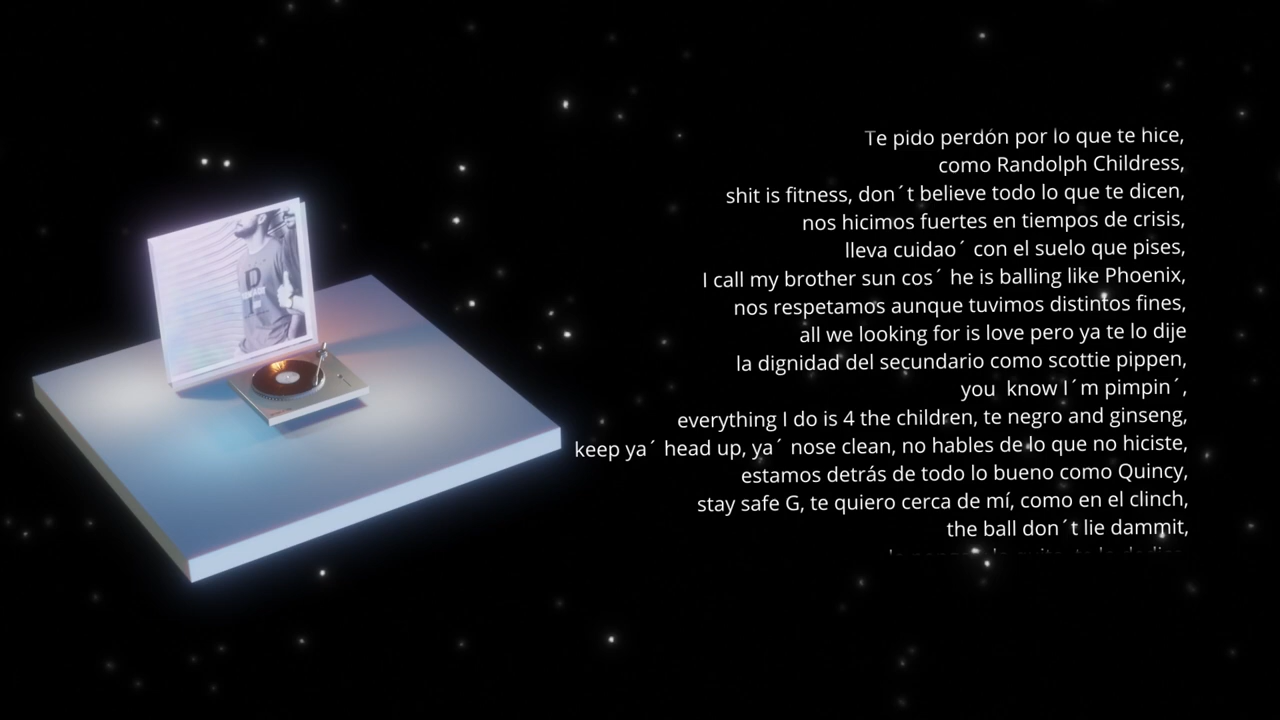 Te pido perdón por lo que te hice,
como Randolph Childress,
shit is fitness, don´t believe todo lo que te dicen,
nos hicimos fuertes en tiempos de crisis,
lleva cuidao´ con el suelo que pises,
I call my brother sun cos´ he is balling like Phoenix,
nos respetamos aunque tuvimos distintos fines,
all we looking for is love pero ya te lo dije
la dignidad del secundario como scottie pippen,
you know I´m pimpin´,
everything I do is 4 the children, te negro and ginseng,
keep ya´ head up, ya´ nose clean, no hables de lo que no hiciste,
estamos detrás de todo lo bueno como Quincy,
stay safe G, te quiero cerca de mí, como en el clinch,
the ball don´t lie dammit,